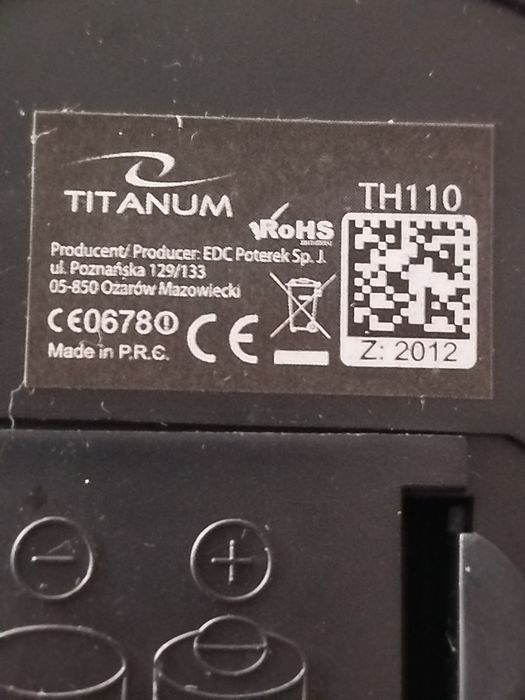 TITANUM
TH110
RoHS
Producent/ Producer: EDC Poterek Sp. J.
ul. Poznańska 129/133
05-850 Ożarów Mazowiecki
CE0678
CE
Made in P.R.C.
Z: 2012